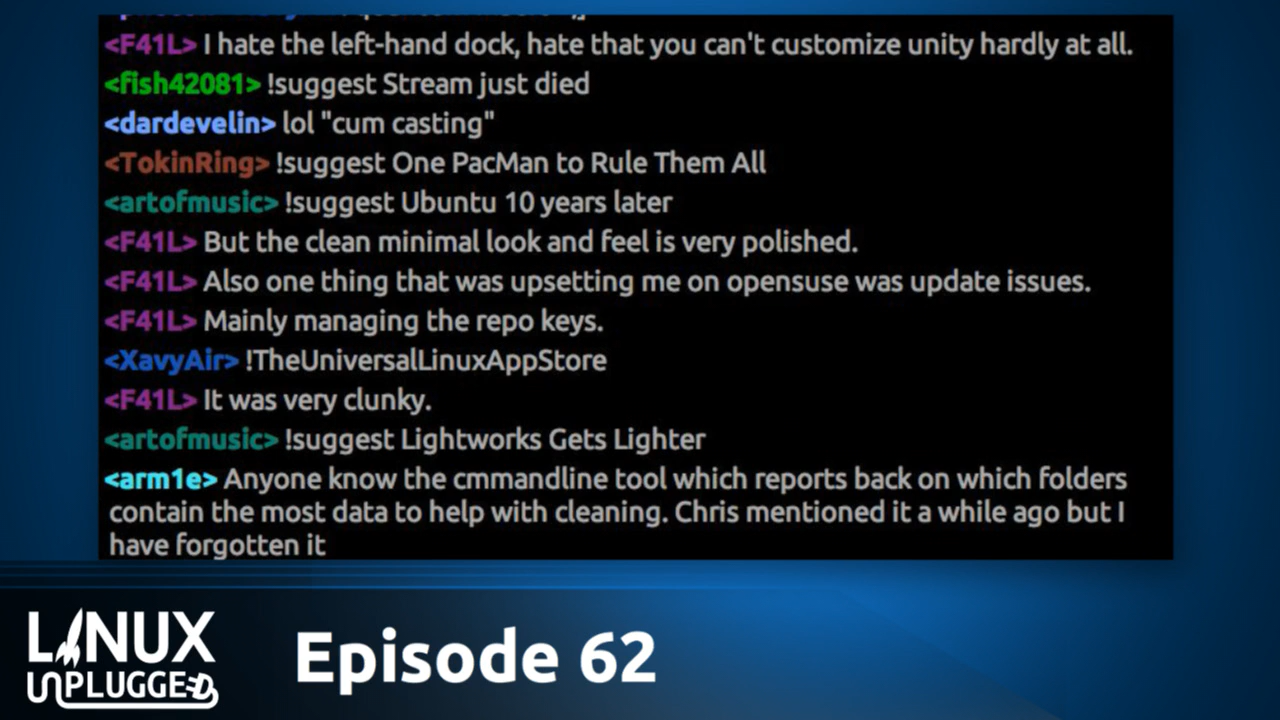 <F41L> I hate the left-hand dock, hate that you can't customize unity hardly at all.
<fish42081> !suggest Stream just died
<dardevelin> lol "cum casting"
<TokinRing> !suggest One PacMan to Rule Them All
<artofmusic> !suggest Ubuntu 10 years later
<F41L> But the clean minimal look and feel is very polished.
<F41L> Also one thing that was upsetting me on opensuse was update issues.
<F41L> Mainly managing the repo keys.
<XavyAir> !TheUniversalLinuxAppStore
<F41L> It was very clunky.
<artofmusic> !suggest Lightworks Gets Lighter
<arm1e> Anyone know the cmmandline tool which reports back on which folders
contain the most data to help with cleaning. Chris mentioned it a while ago but I
have forgotten it
LINUX
UNPLUGGED
Episode 62